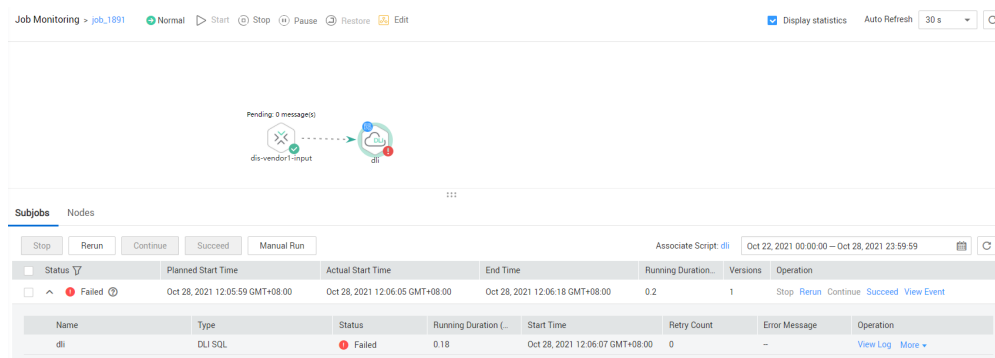 Job Monitoring > job_1891 Normal Start Stop Pause Restore Edit Display statistics Auto Refresh 30 s
Pending: 0 message(s)
DLI
dis-vendor1-input
dli
Subjobs Nodes
Stop Rerun Continue Succeed Manual Run Associate Script: dli Oct 22, 2021 00:00:00 – Oct 28, 2021 23:59:59
Status Planned Start Time Actual Start Time End Time Running Duration... Versions Operation
Failed Oct 28, 2021 12:05:59 GMT+08:00 Oct 28, 2021 12:06:05 GMT+08:00 Oct 28, 2021 12:06:18 GMT+08:00 0.2 1 Stop Rerun Continue Succeed View Event
Name Type Status Running Duration (... Start Time Retry Count Error Message Operation
dli DLI SQL Failed 0.18 Oct 28, 2021 12:06:07 GMT+08:00 0 -- View Log More